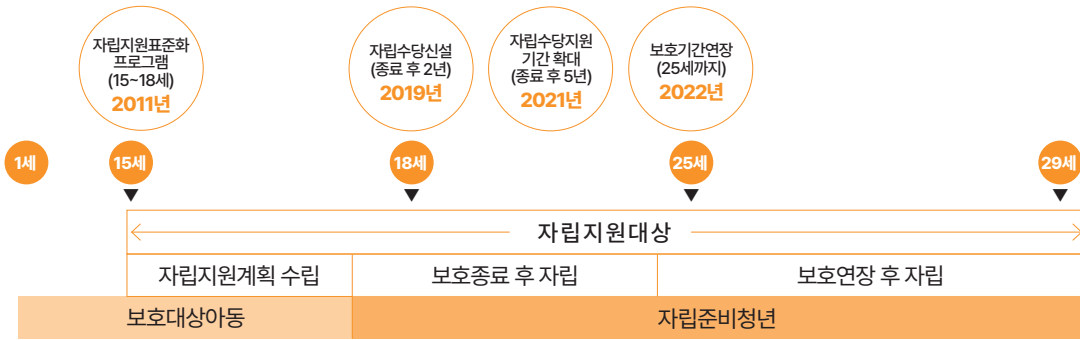 자립지원표준화
프로그램
(15~18세)
2011년
자립수당신설
(종료 후 2년)
2019년
자립수당지원
기간 확대
(종료 후 5년)
2021년
보호기간연장
(25세까지)
2022년
1세
15세
18세
25세
29세
자립지원대상
자립지원계획 수립
보호종료 후 자립
보호연장 후 자립
보호대상아동
자립준비청년